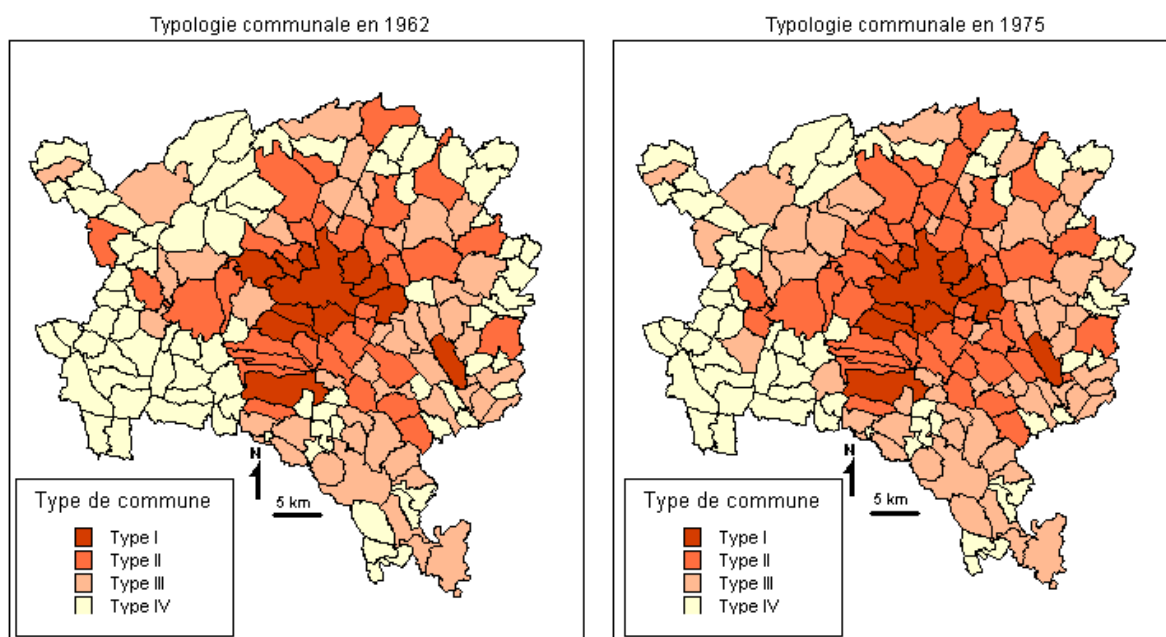 Typologie communale en 1962
N
5 km
Type de commune
Type I
Type II
Type III
Type IV
Typologie communale en 1975
N
5 km
Type de commune
Type I
Type II
Type III
Type IV